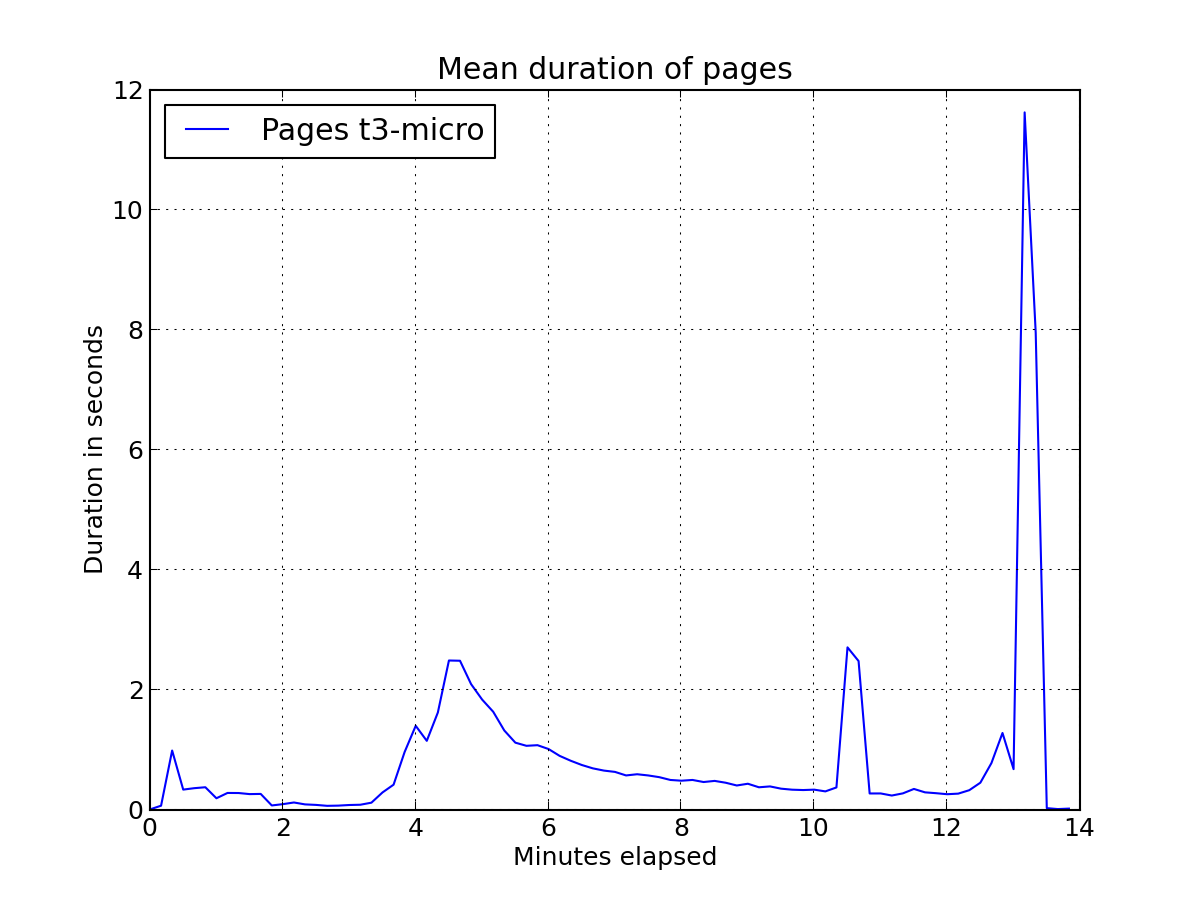 Mean duration of pages
Pages t3-micro
Duration in seconds
12
10
8
6
4
2
0
0 2 4 6 8 10 12 14
Minutes elapsed